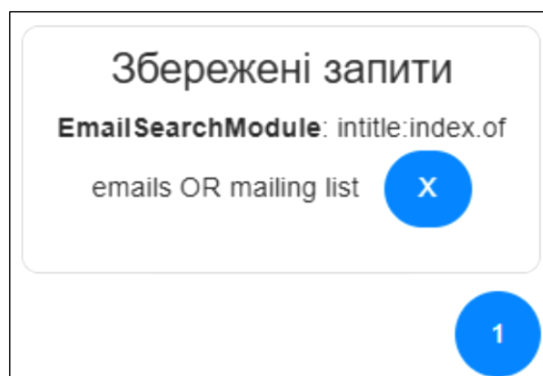 Збережені запити
EmailSearchModule: intitle:index.of
emails OR mailing list X
1